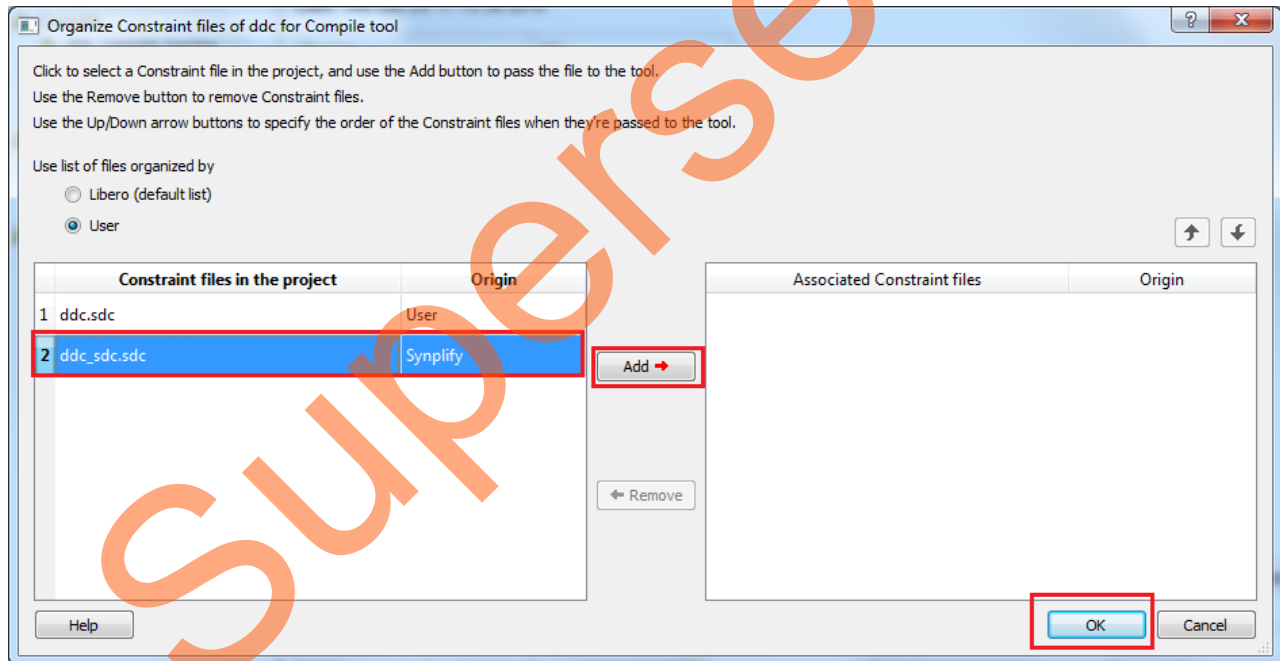 Organize Constraint files of ddc for Compile tool
Click to select a Constraint file in the project, and use the Add button to pass the file to the tool.
Use the Remove button to remove Constraint files.
Use the Up/Down arrow buttons to specify the order of the Constraint files when they're passed to the tool.
Use list of files organized by
Libero (default list)
User
Constraint files in the project Origin
Associated Constraint files Origin
1 ddc.sdc User
2 ddc_sdc.sdc Synplify
Add
Remove
Help
OK Cancel
Superse